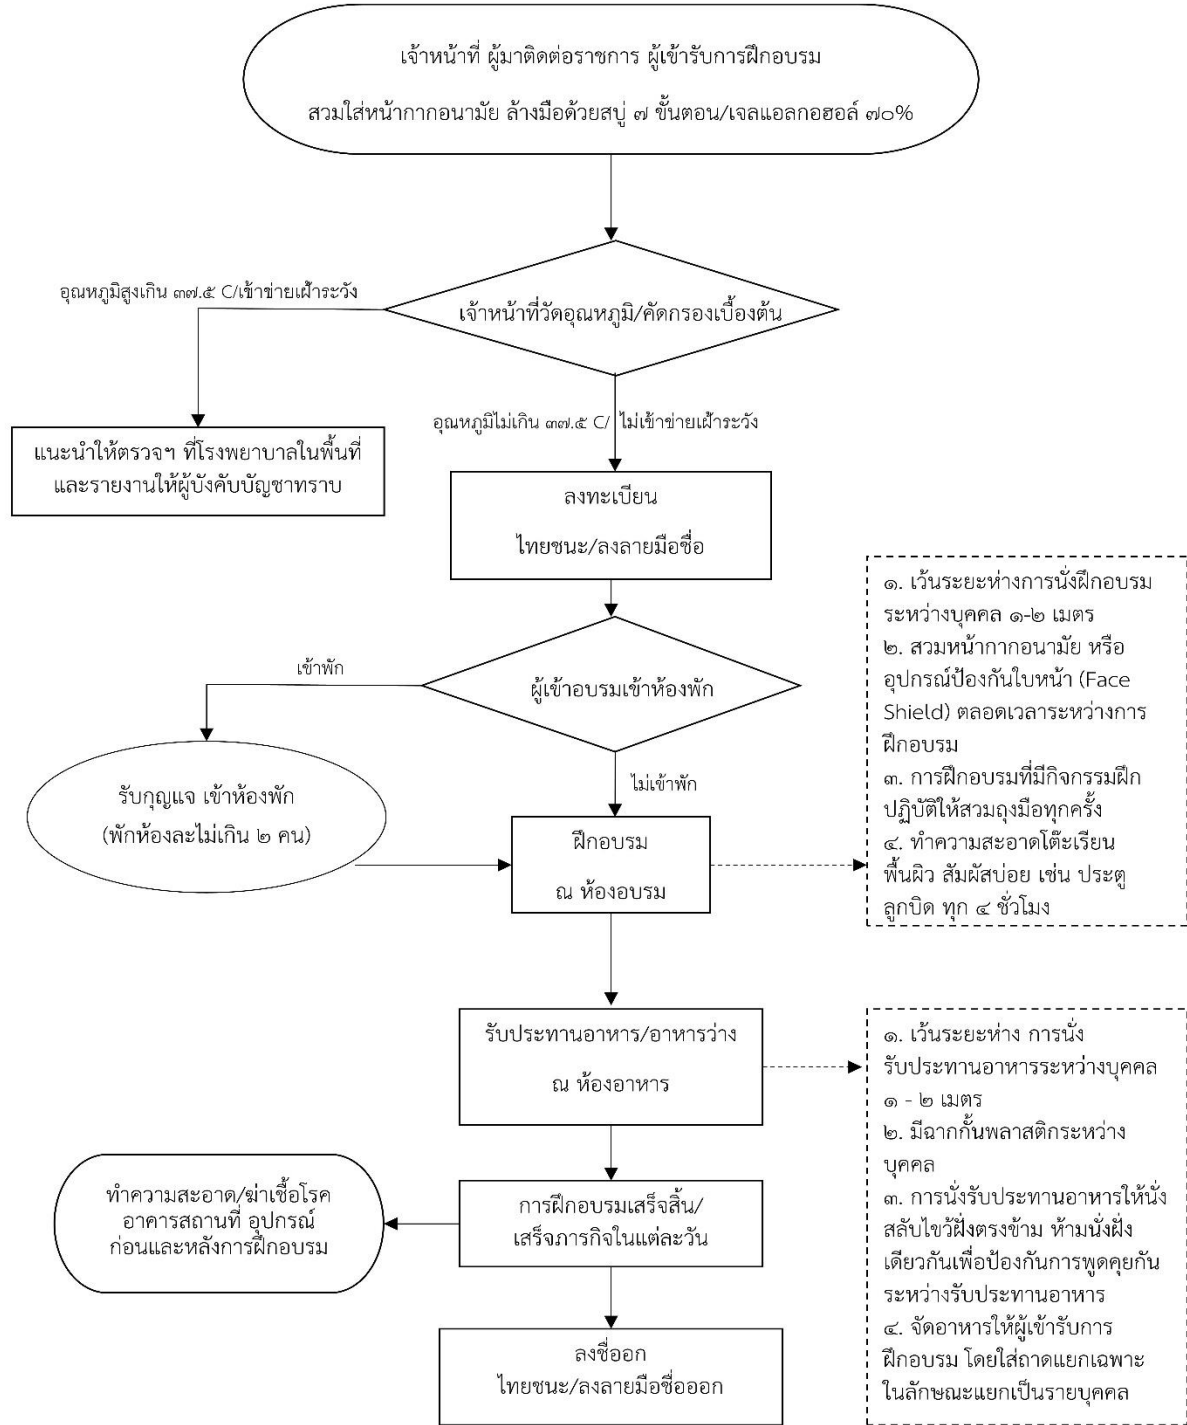 เจ้าหน้าที่ ผู้มาติดต่อราชการ ผู้เข้ารับการฝึกอบรม
สวมใส่หน้ากากอนามัย ล้างมือด้วยสบู่ ๗ ขั้นตอน/เจลแอลกอฮอล์ ๗๐%
อุณหภูมิสูงเกิน ๓๗.๕ C/เข้าข่ายเฝ้าระวัง
เจ้าหน้าที่วัดอุณหภูมิ/คัดกรองเบื้องต้น
อุณหภูมิไม่เกิน ๓๗.๕ C/ ไม่เข้าข่ายเฝ้าระวัง
แนะนำให้ตรวจฯ ที่โรงพยาบาลในพื้นที่
และรายงานให้ผู้บังคับบัญชาทราบ
ลงทะเบียน
ไทยชนะ/ลงลายมือชื่อ
เข้าพัก
ผู้เข้าอบรมเข้าห้องพัก
ไม่เข้าพัก
รับกุญแจ เข้าห้องพัก
(พักห้องละไม่เกิน ๒ คน)
ฝึกอบรม
ณ ห้องอบรม
๑. เว้นระยะห่างการนั่งฝึกอบรม
ระหว่างบุคคล ๑-๒ เมตร
๒. สวมหน้ากากอนามัย หรือ
อุปกรณ์ป้องกันใบหน้า (Face
Shield) ตลอดเวลาระหว่างการ
ฝึกอบรม
๓. การฝึกอบรมที่มีกิจกรรมฝึก
ปฏิบัติให้สวมถุงมือทุกครั้ง
๔. ทำความสะอาดโต๊ะเรียน
พื้นผิว สัมผัสบ่อย เช่น ประตู
ลูกบิด ทุก ๔ ชั่วโมง
รับประทานอาหาร/อาหารว่าง
ณ ห้องอาหาร
๑. เว้นระยะห่าง การนั่ง
รับประทานอาหารระหว่างบุคคล
๑ - ๒ เมตร
๒. มีฉากกั้นพลาสติกระหว่าง
บุคคล
๓. การนั่งรับประทานอาหารให้นั่ง
สลับไขว้ฝั่งตรงข้าม ห้ามนั่งฝั่ง
เดียวกันเพื่อป้องกันการพูดคุยกัน
ระหว่างรับประทานอาหาร
๔. จัดอาหารให้ผู้เข้ารับการ
ฝึกอบรม โดยใส่ถาดแยกเฉพาะ
ในลักษณะแยกเป็นรายบุคคล
ทำความสะอาด/ฆ่าเชื้อโรค
อาคารสถานที่ อุปกรณ์
ก่อนและหลังการฝึกอบรม
การฝึกอบรมเสร็จสิ้น/
เสร็จภารกิจในแต่ละวัน
ลงชื่อออก
ไทยชนะ/ลงลายมือชื่อออก